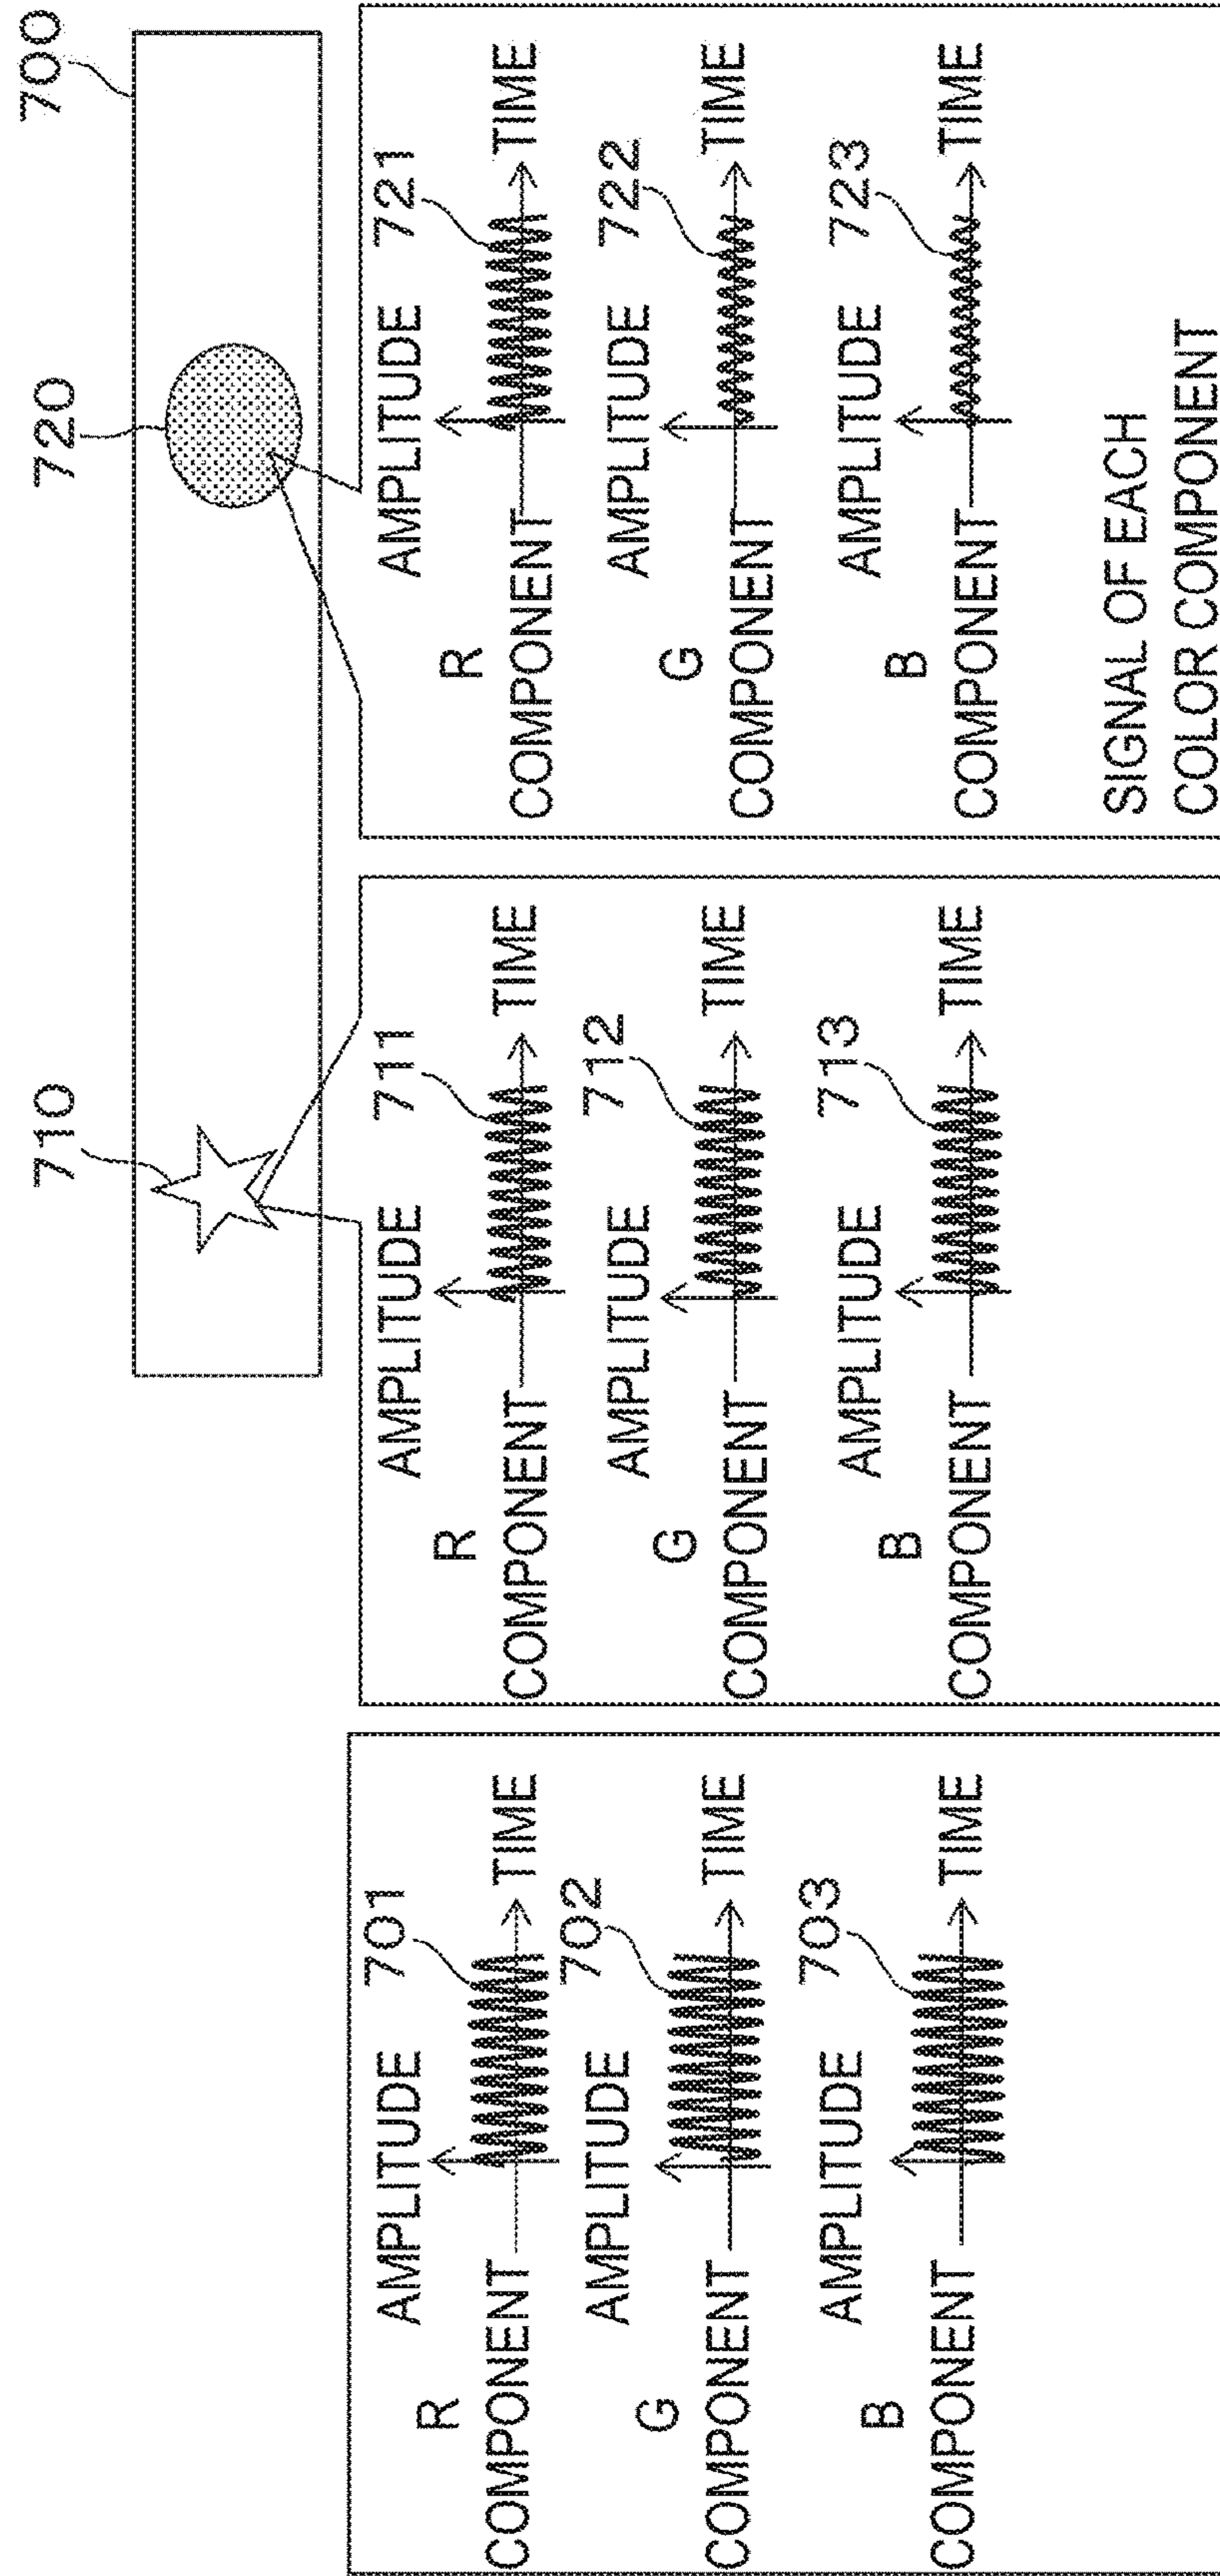 700
710
720
AMPLITUDE
701
R
COMPONENT
TIME
AMPLITUDE
702
G
COMPONENT
TIME
AMPLITUDE
703
B
COMPONENT
TIME
AMPLITUDE
711
R
COMPONENT
TIME
AMPLITUDE
712
G
COMPONENT
TIME
AMPLITUDE
713
B
COMPONENT
TIME
AMPLITUDE
721
R
COMPONENT
TIME
AMPLITUDE
722
G
COMPONENT
TIME
AMPLITUDE
723
B
COMPONENT
TIME
SIGNAL OF EACH
COLOR COMPONENT